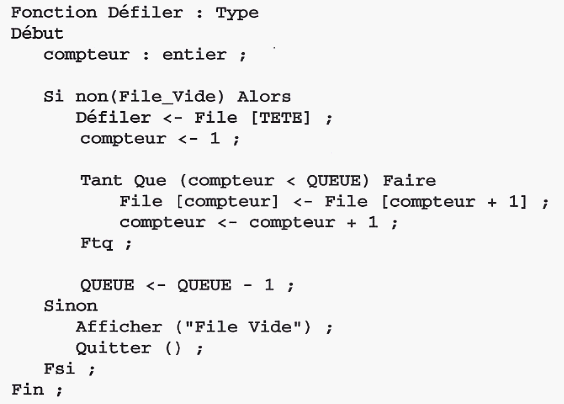 Fonction Défiler : Type
Début
compteur : entier ;
Si non(File_Vide) Alors
Défiler <- File [TETE] ;
compteur <- 1 ;
Tant Que (compteur < QUEUE) Faire
File [compteur] <- File [compteur + 1] ;
compteur <- compteur + 1 ;
Ftq ;
QUEUE <- QUEUE - 1 ;
Sinon
Afficher ("File Vide") ;
Quitter () ;
Fsi ;
Fin ;